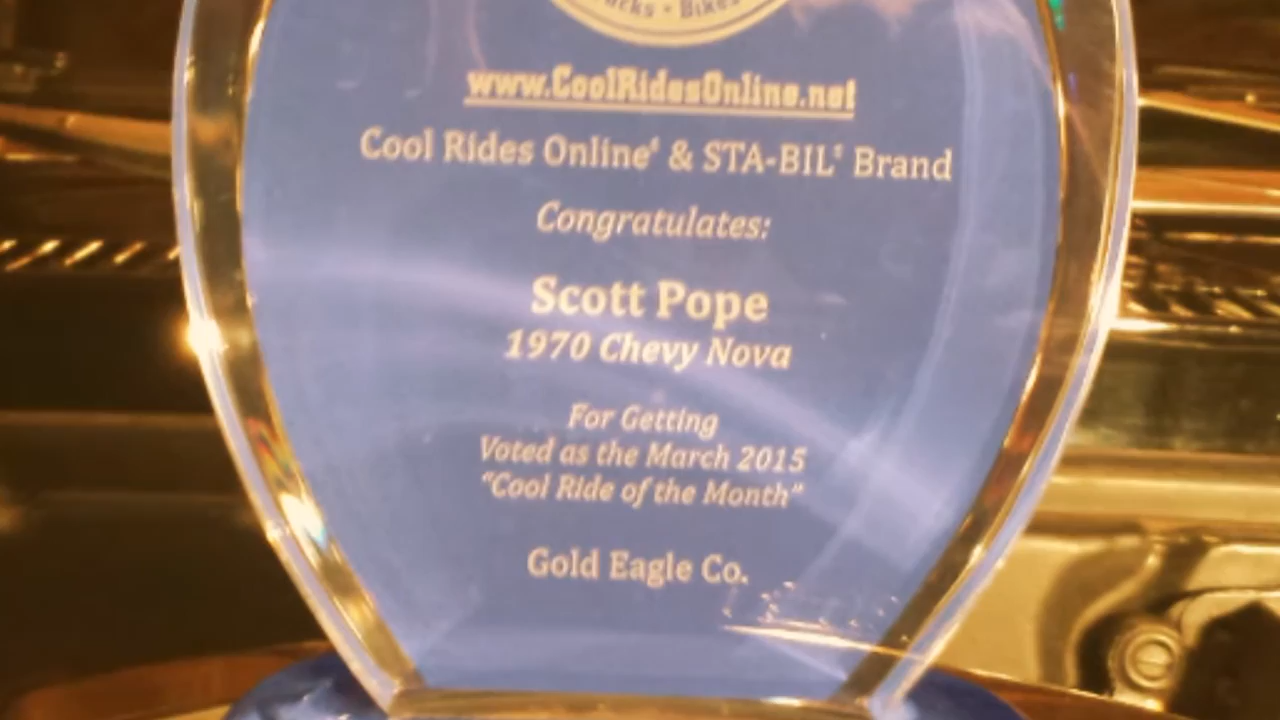 · Bikes
www.CoolRidesOnline.net
Cool Rides Online® & STA-BIL® Brand
Congratulates:
Scott Pope
1970 Chevy Nova
For Getting
Voted as the March 2015
“Cool Ride of the Month”
Gold Eagle Co.